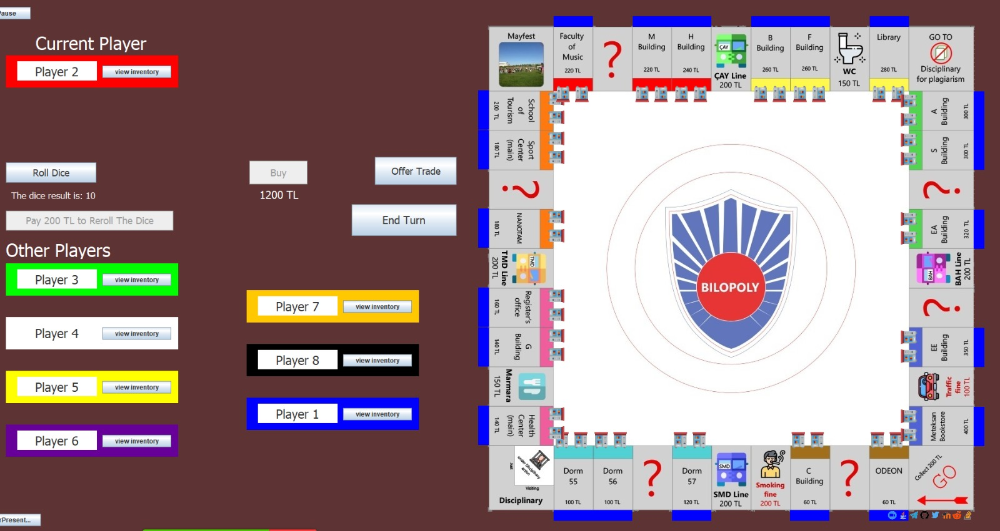 Pause
Current Player
Player 2
view inventory
Roll Dice
The dice result is: 10
Pay 200 TL to Reroll The Dice
Buy
1200 TL
Offer Trade
End Turn
Other Players
Player 3
view inventory
Player 4
view inventory
Player 5
view inventory
Player 6
view inventory
Player 7
view inventory
Player 8
view inventory
Player 1
view inventory
rPresent...
Mayfest
Faculty
of
Music
220 TL
?
M
Building
220 TL
H
Building
240 TL
ÇAY
ÇAY Line
200 TL
B
Building
260 TL
F
Building
260 TL
WC
150 TL
Library
280 TL
GO TO
Disciplinary
for plagiarism
School
of
Tourism
200 TL
Sport
Center
(main)
180 TL
?
NANOTAM
180 TL
TMD
TMD Line
200 TL
Register's
office
160 TL
G
Building
140 TL
Marmara
150 TL
Health
Center
(main)
140 TL
A
Building
300 TL
S
Building
300 TL
?
EA
Building
320 TL
BAH
BAH Line
200 TL
?
EE
Building
350 TL
Traffic
fine
100 TL
Meteksan
Bookstore
400 TL
BILOPOLY
under Disciplinary
action
Just
Visiting
Disciplinary
Dorm
55
100 TL
Dorm
56
100 TL
?
Dorm
57
120 TL
SMD
SMD Line
200 TL
Smoking
fine
200 TL
C
Building
60 TL
?
ODEON
60 TL
Collect 200 TL
GO